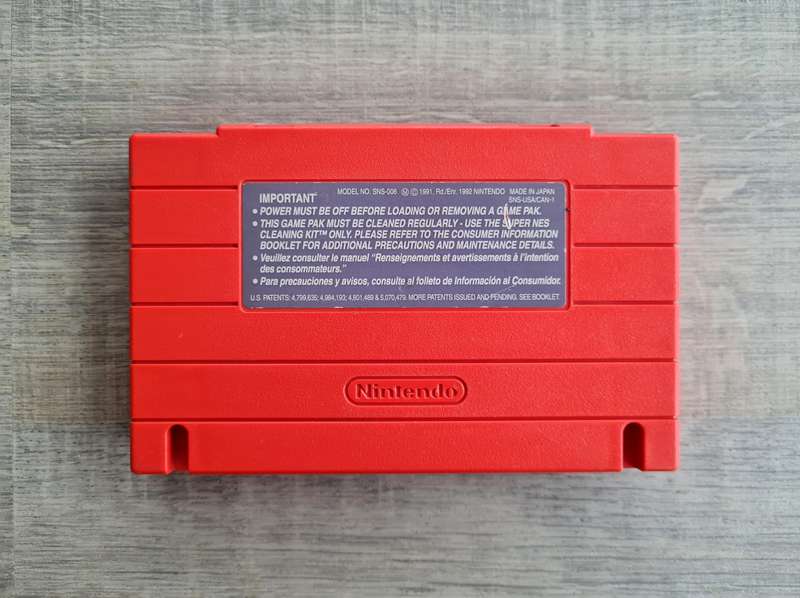 IMPORTANT MODEL NO. SNS-006 Ⓜ © 1991, Rd./Enr. 1992 NINTENDO MADE IN JAPAN
SNS-USA/CAN-1
• POWER MUST BE OFF BEFORE LOADING OR REMOVING A GAME PAK.
• THIS GAME PAK MUST BE CLEANED REGULARLY - USE THE SUPER NES
CLEANING KIT™ ONLY. PLEASE REFER TO THE CONSUMER INFORMATION
BOOKLET FOR ADDITIONAL PRECAUTIONS AND MAINTENANCE DETAILS.
• Veuillez consulter le manuel "Renseignements et avertissements à l'intention
des consommateurs."
• Para precauciones y avisos, consulte al folleto de Información al Consumidor.
U.S. PATENTS: 4,799,635; 4,984,193; 4,601,489 & 5,070,479. MORE PATENTS ISSUED AND PENDING. SEE BOOKLET.
Nintendo